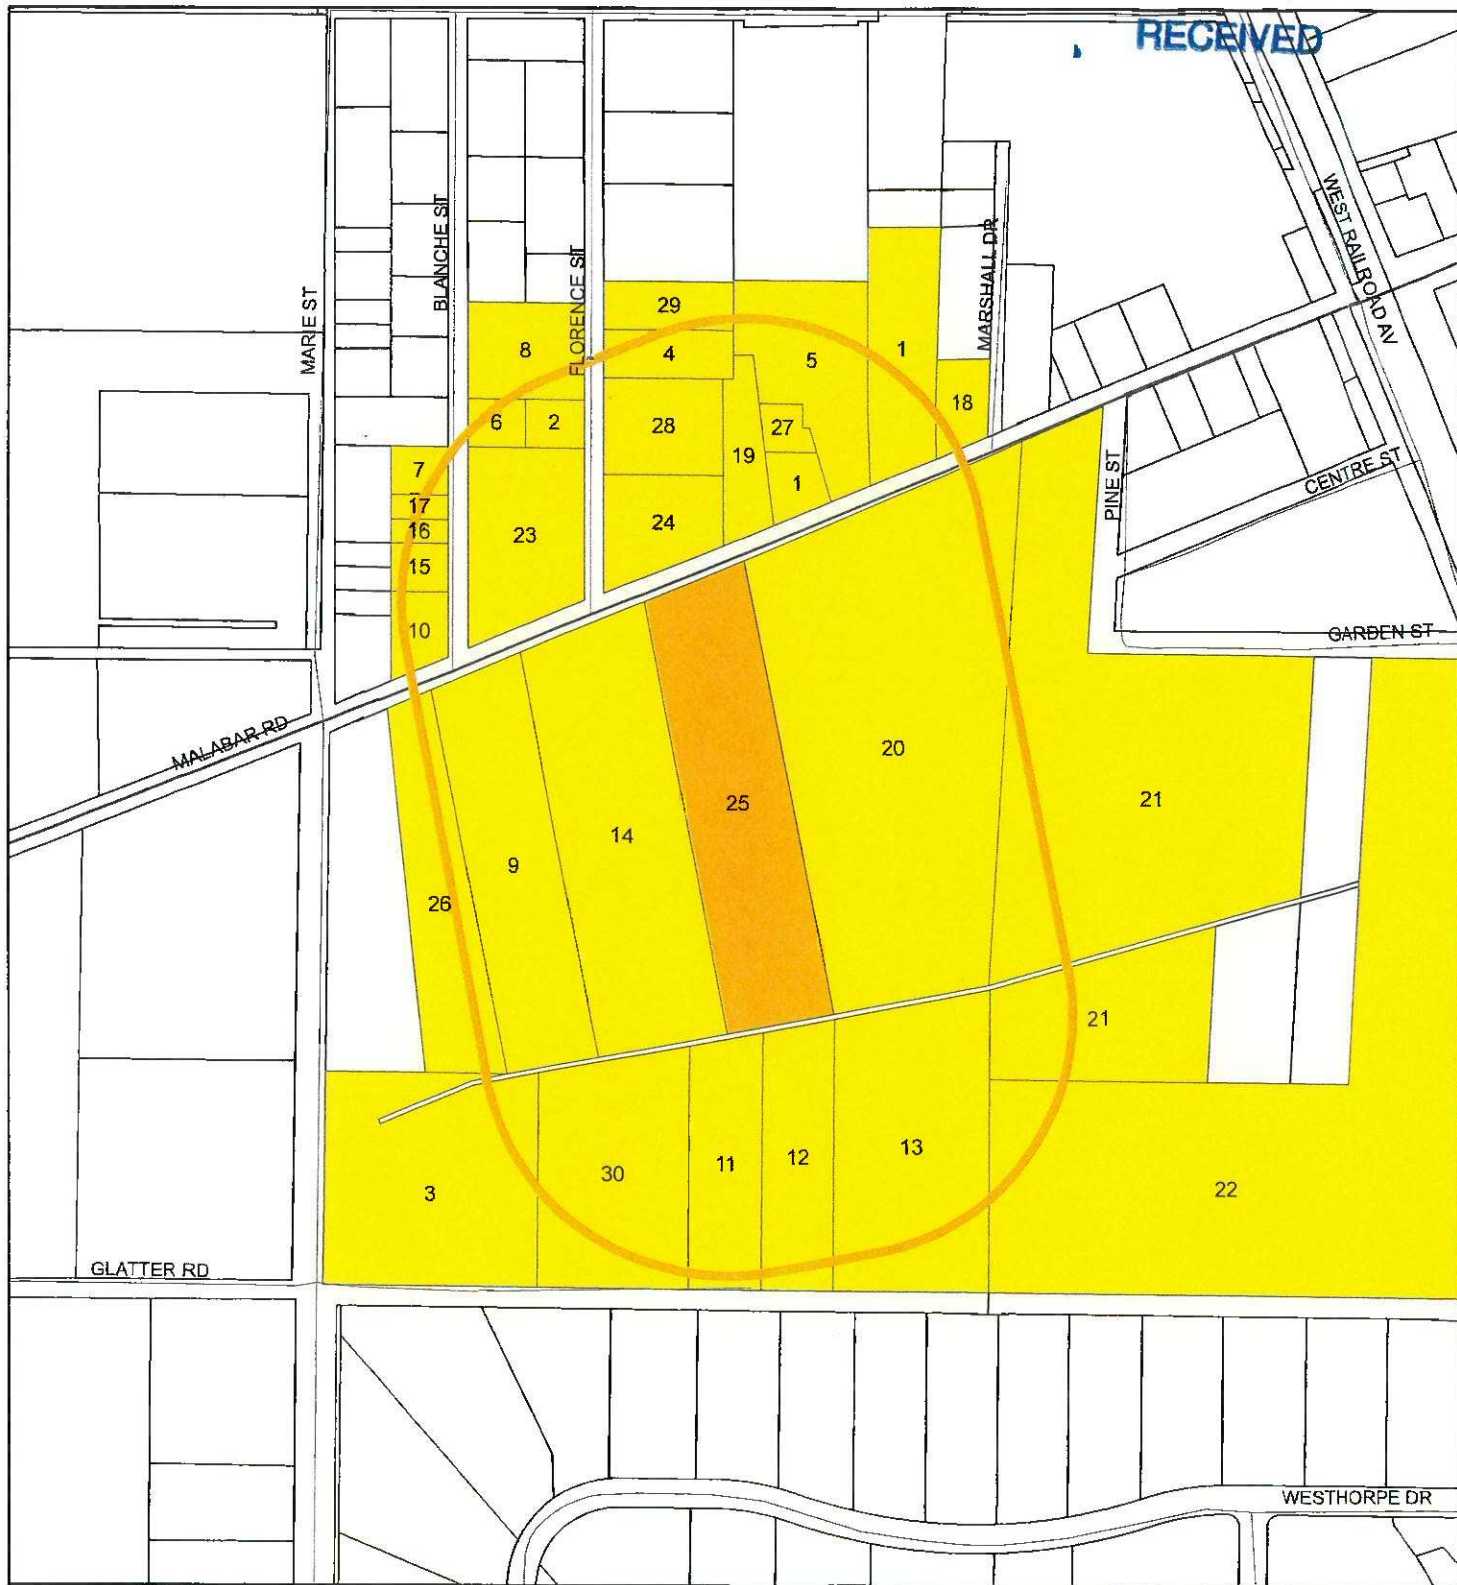 RECEIVED
WEST RAILROAD AV
BLANCHE ST
MARSHALL DR
FLORENCE ST
MARIE ST
29
8
4
5
1
18
6
2
28
27
19
7
1
PINE ST
CENTRE ST
17
16
24
23
15
10
GARDEN ST
MALABAR RD
20
25
21
14
9
26
21
13
12
11
30
3
22
GLATTER RD
WESTHORPE DR